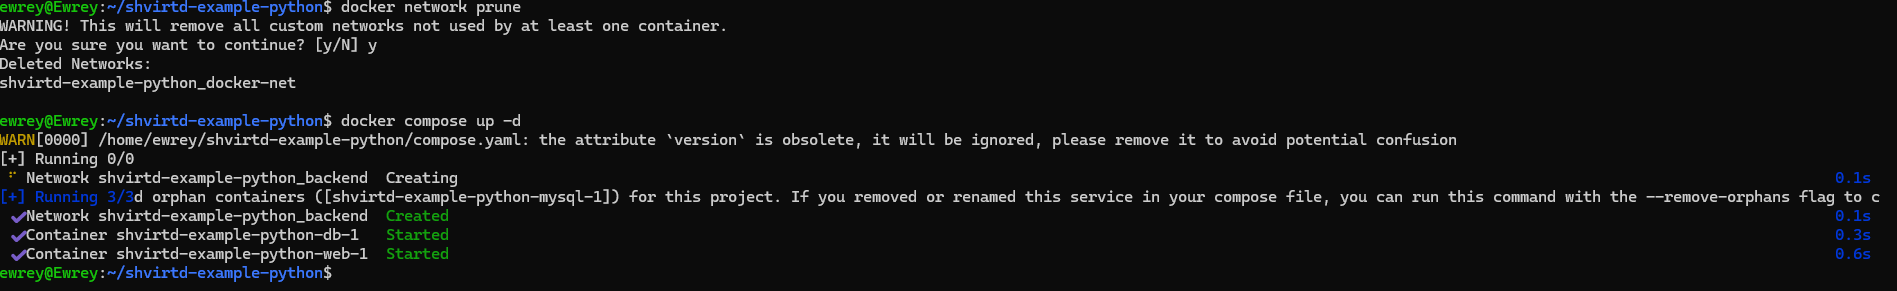 ewrey@Ewrey:~/shvirtd-example-python$ docker network prune
WARNING! This will remove all custom networks not used by at least one container.
Are you sure you want to continue? [y/N] y
Deleted Networks:
shvirtd-example-python_docker-net
ewrey@Ewrey:~/shvirtd-example-python$ docker compose up -d
WARN[0000] /home/ewrey/shvirtd-example-python/compose.yaml: the attribute `version` is obsolete, it will be ignored, please remove it to avoid potential confusion
[+] Running 0/0
⠋ Network shvirtd-example-python_backend  Creating 0.1s
[+] Running 3/3d orphan containers ([shvirtd-example-python-mysql-1]) for this project. If you removed or renamed this service in your compose file, you can run this command with the --remove-orphans flag to c
✔Network shvirtd-example-python_backend  Created 0.1s
✔Container shvirtd-example-python-db-1   Started 0.3s
✔Container shvirtd-example-python-web-1  Started 0.6s
ewrey@Ewrey:~/shvirtd-example-python$